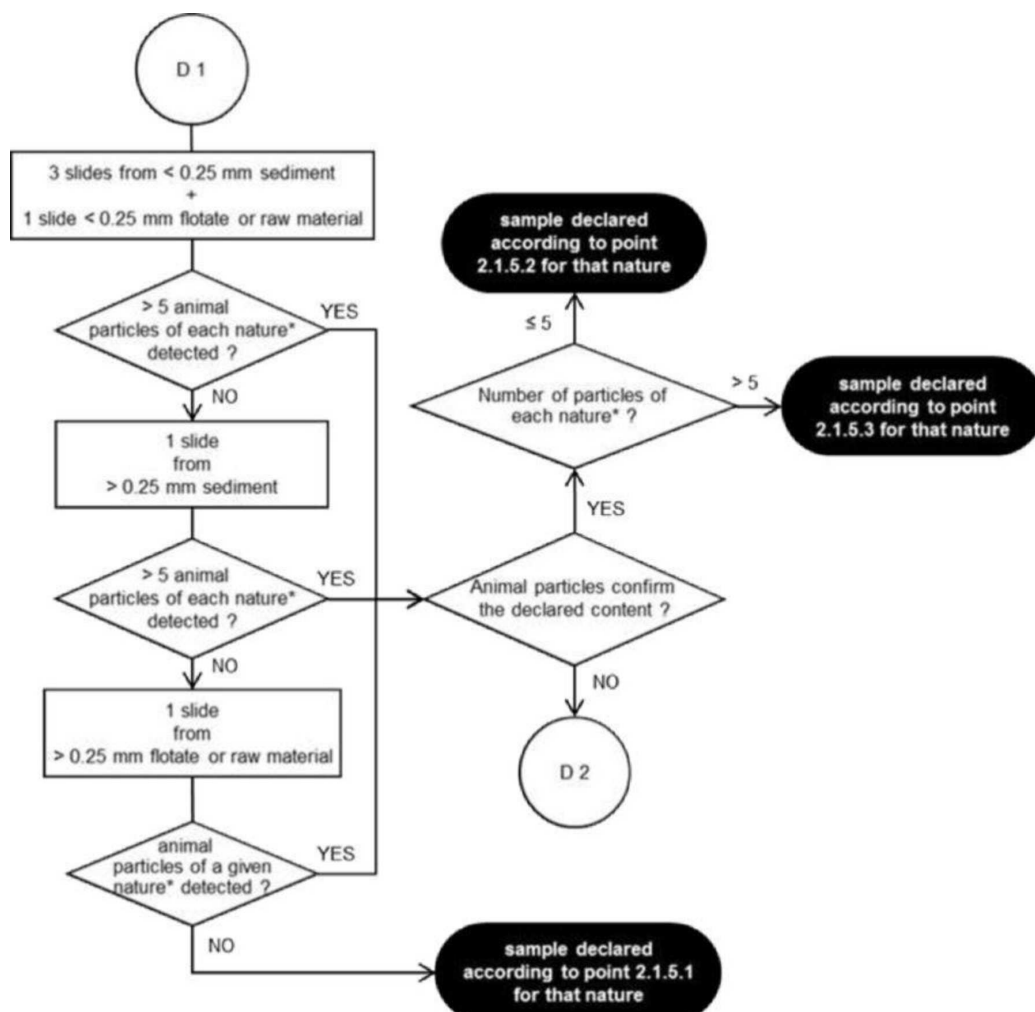 D 1
3 slides from < 0.25 mm sediment
+
1 slide < 0.25 mm flotate or raw material
> 5 animal
particles of each nature*
detected ?
YES
NO
1 slide
from
> 0.25 mm sediment
> 5 animal
particles of each nature*
detected ?
YES
NO
1 slide
from
> 0.25 mm flotate or raw material
animal
particles of a given
nature* detected ?
YES
NO
sample declared
according to point 2.1.5.1
for that nature
Animal particles confirm
the declared content ?
YES
NO
D 2
Number of particles of
each nature* ?
≤ 5
> 5
sample declared
according to point
2.1.5.2 for that nature
sample declared
according to point
2.1.5.3 for that nature